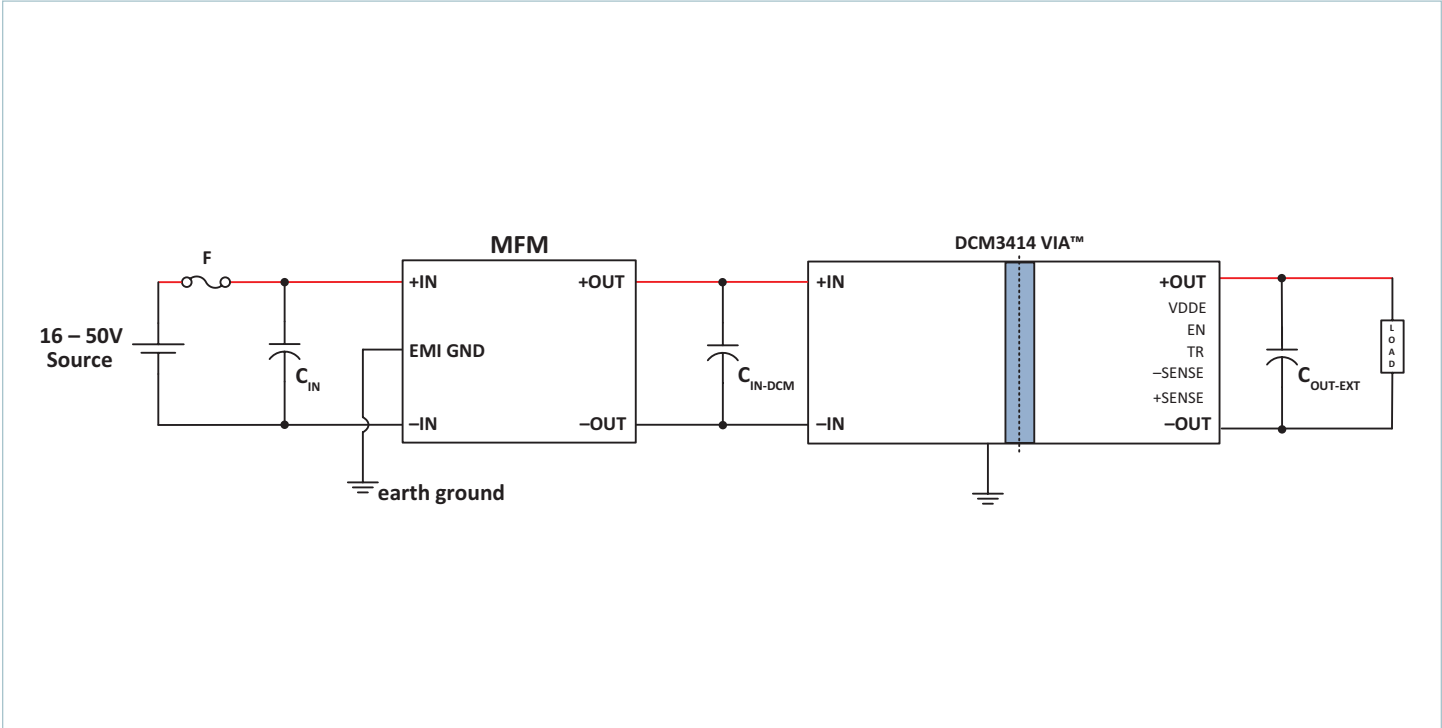 F
16 – 50V
Source
C IN
MFM
+IN
EMI GND
–IN
+OUT
–OUT
earth ground
C IN-DCM
DCM3414 VIA™
+IN
–IN
+OUT
VDDE
EN
TR
–SENSE
+SENSE
–OUT
C OUT-EXT
LOAD